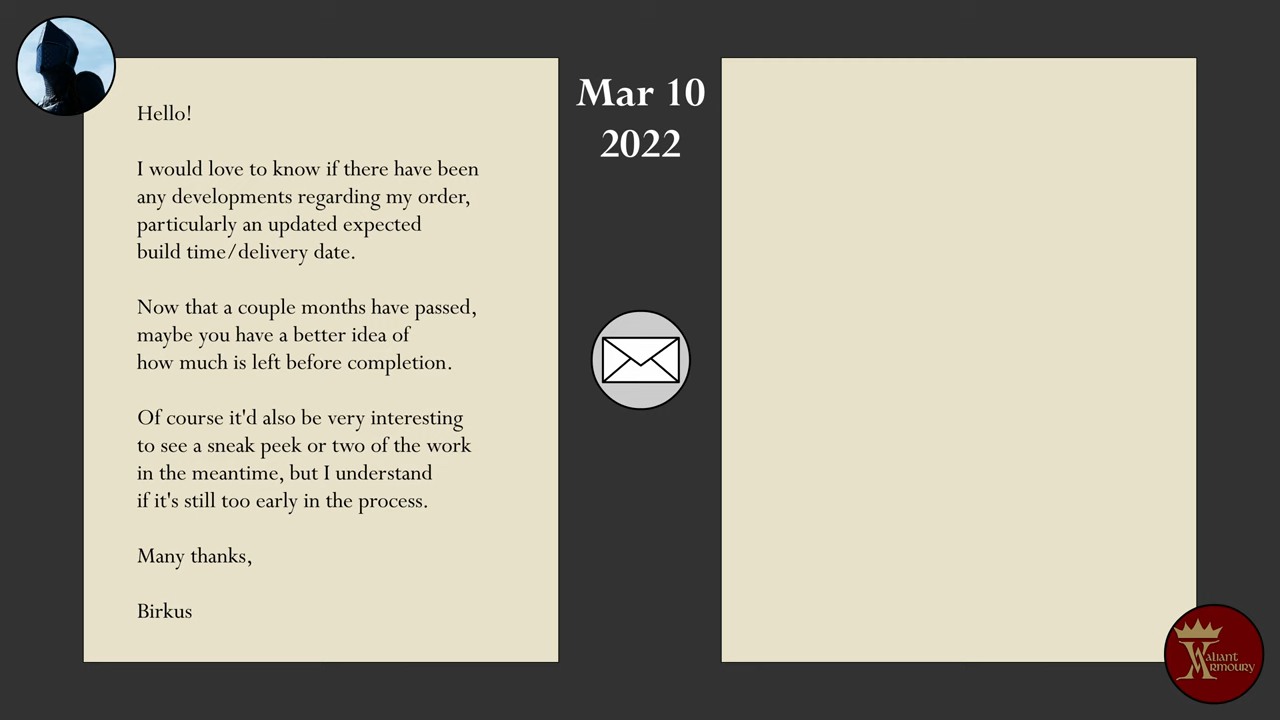 Hello!
I would love to know if there have been
any developments regarding my order,
particularly an updated expected
build time/delivery date.
Now that a couple months have passed,
maybe you have a better idea of
how much is left before completion.
Of course it'd also be very interesting
to see a sneak peek or two of the work
in the meantime, but I understand
if it's still too early in the process.
Many thanks,
Birkus
Mar 10
2022
Valiant
Armoury